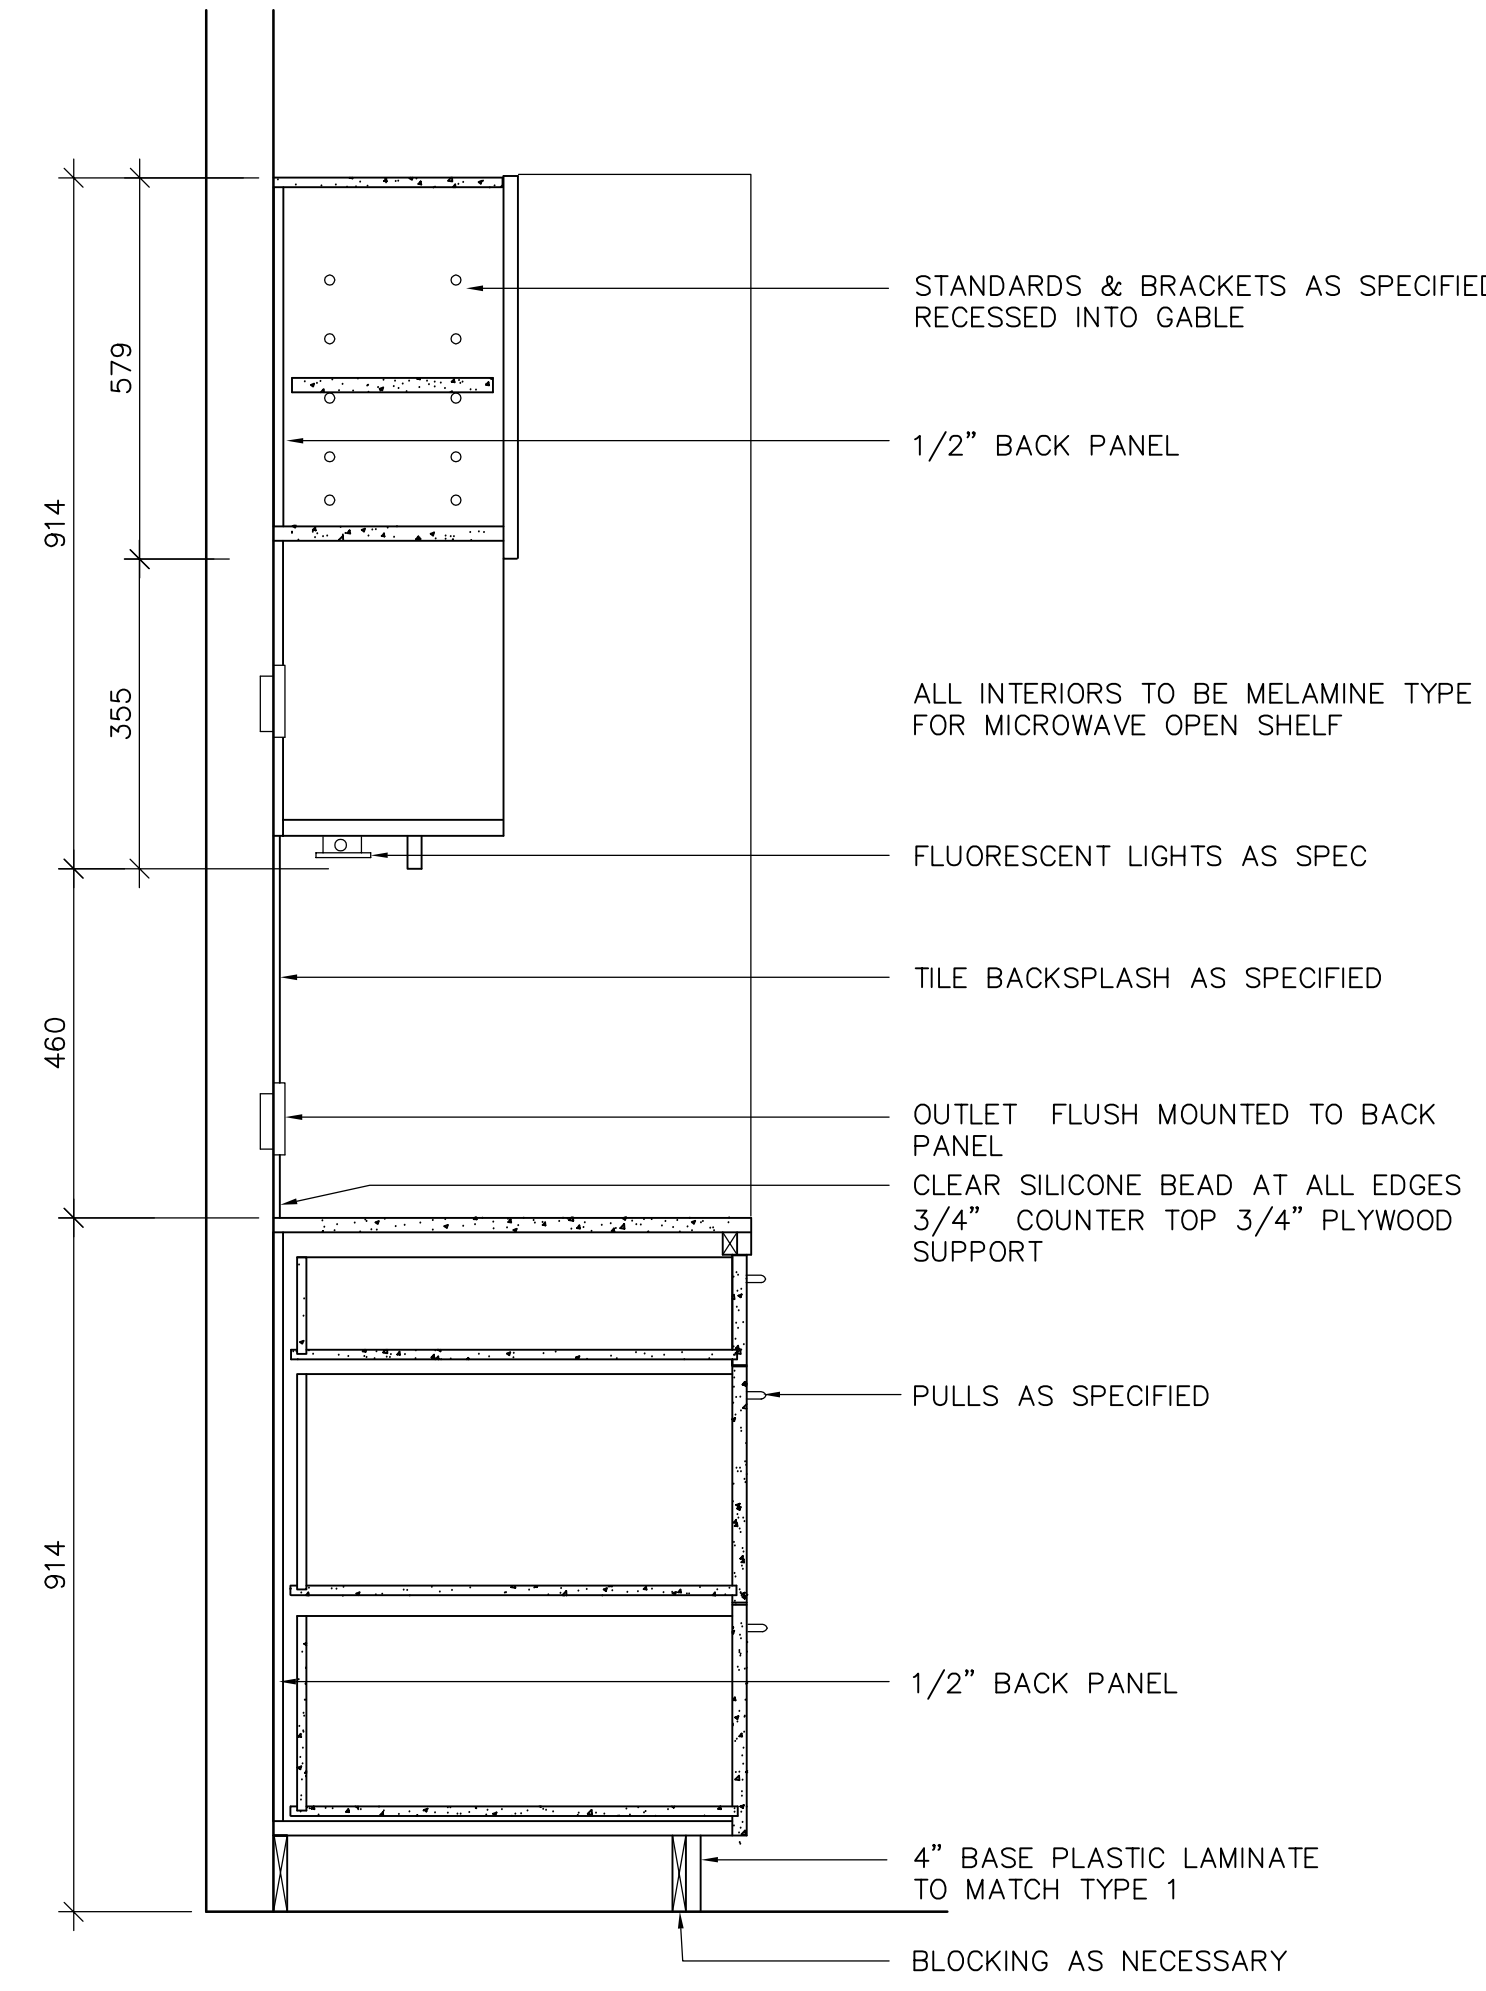 STANDARDS & BRACKETS AS SPECIFIED
RECESSED INTO GABLE
579
1/2” BACK PANEL
914
ALL INTERIORS TO BE MELAMINE TYPE
FOR MICROWAVE OPEN SHELF
355
FLUORESCENT LIGHTS AS SPEC
TILE BACKSPLASH AS SPECIFIED
460
OUTLET FLUSH MOUNTED TO BACK
PANEL
CLEAR SILICONE BEAD AT ALL EDGES
3/4” COUNTER TOP 3/4” PLYWOOD
SUPPORT
PULLS AS SPECIFIED
914
1/2” BACK PANEL
4” BASE PLASTIC LAMINATE
TO MATCH TYPE 1
BLOCKING AS NECESSARY